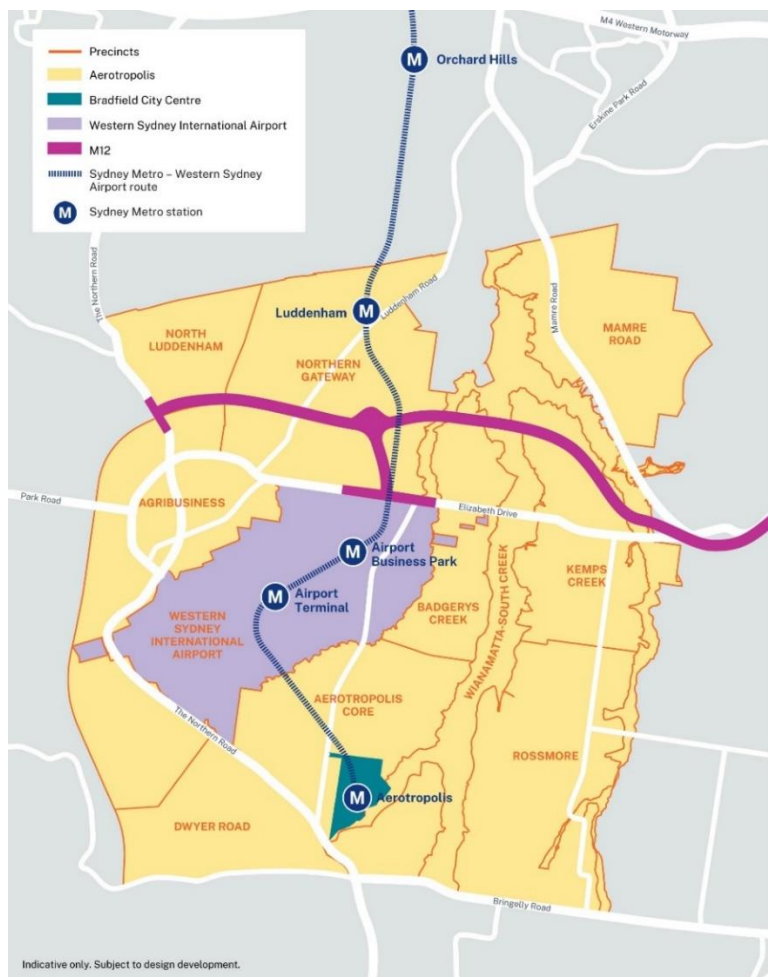 Precincts
Aerotropolis
Bradfield City Centre
Western Sydney International Airport
M12
Sydney Metro – Western Sydney
Airport route
M
Sydney Metro station
M4 Western Motorway
M
Orchard Hills
Erskine Park Road
The Northern Road
Luddenham
M
Luddenham Road
Mamre Road
NORTH
LUDDENHAM
NORTHERN
GATEWAY
MAMRE
ROAD
Park Road
AGRIBUSINESS
Elizabeth Drive
M
Airport
Business Park
KEMPS
CREEK
M
Airport
Terminal
BADGERYS
CREEK
WIANAMATTA-SOUTH CREEK
WESTERN
SYDNEY
INTERNATIONAL
AIRPORT
AEROTROPOLIS
CORE
The Northern Road
ROSSMORE
M
Aerotropolis
DWYER ROAD
Bringelly Road
Indicative only. Subject to design development.